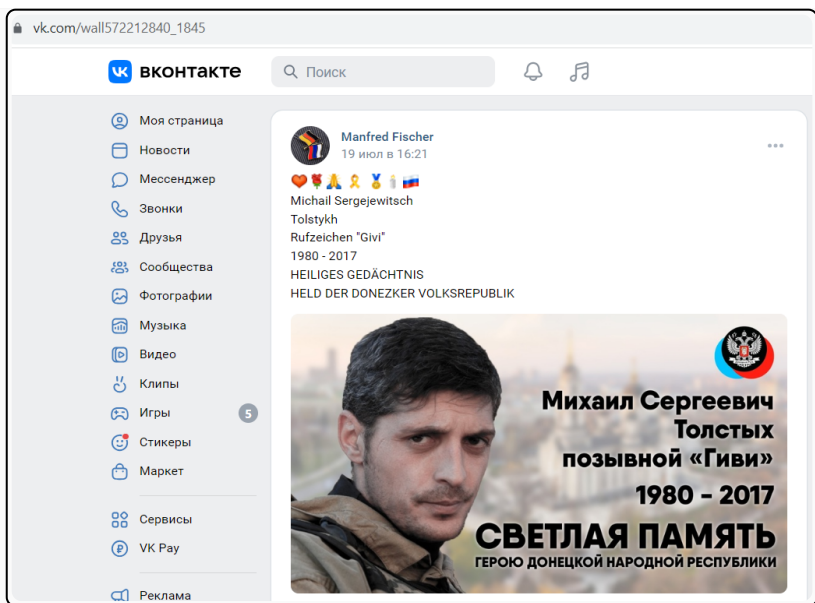 vk.com/wall572212840_1845
вконтакте
Поиск
Моя страница
Новости
Мессенджер
Звонки
Друзья
Сообщества
Фотографии
Музыка
Видео
Клипы
Игры 5
Стикеры
Маркет
Сервисы
VK Pay
Реклама
Manfred Fischer
19 июл в 16:21
Michail Sergejewitsch
Tolstykh
Rufzeichen "Givi"
1980 - 2017
HEILIGES GEDÄCHTNIS
HELD DER DONEZKER VOLKSREPUBLIK
Михаил Сергеевич
Толстых
позывной «Гиви»
1980 – 2017
СВЕТЛАЯ ПАМЯТЬ
ГЕРОЮ ДОНЕЦКОЙ НАРОДНОЙ РЕСПУБЛИКИ